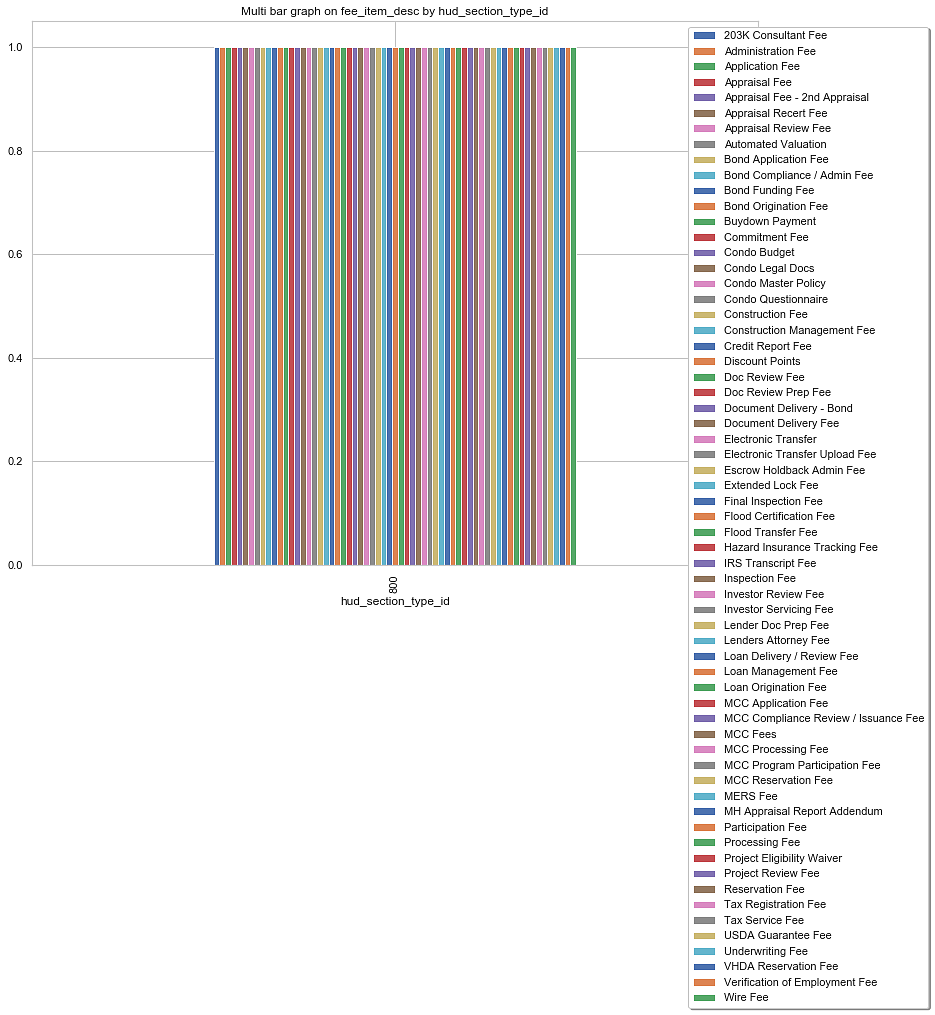 Multi bar graph on fee_item_desc by hud_section_type_id
1.0
0.8
0.6
0.4
0.2
0.0
800
hud_section_type_id
203K Consultant Fee
Administration Fee
Application Fee
Appraisal Fee
Appraisal Fee - 2nd Appraisal
Appraisal Recert Fee
Appraisal Review Fee
Automated Valuation
Bond Application Fee
Bond Compliance / Admin Fee
Bond Funding Fee
Bond Origination Fee
Buydown Payment
Commitment Fee
Condo Budget
Condo Legal Docs
Condo Master Policy
Condo Questionnaire
Construction Fee
Construction Management Fee
Credit Report Fee
Discount Points
Doc Review Fee
Doc Review Prep Fee
Document Delivery - Bond
Document Delivery Fee
Electronic Transfer
Electronic Transfer Upload Fee
Escrow Holdback Admin Fee
Extended Lock Fee
Final Inspection Fee
Flood Certification Fee
Flood Transfer Fee
Hazard Insurance Tracking Fee
IRS Transcript Fee
Inspection Fee
Investor Review Fee
Investor Servicing Fee
Lender Doc Prep Fee
Lenders Attorney Fee
Loan Delivery / Review Fee
Loan Management Fee
Loan Origination Fee
MCC Application Fee
MCC Compliance Review / Issuance Fee
MCC Fees
MCC Processing Fee
MCC Program Participation Fee
MCC Reservation Fee
MERS Fee
MH Appraisal Report Addendum
Participation Fee
Processing Fee
Project Eligibility Waiver
Project Review Fee
Reservation Fee
Tax Registration Fee
Tax Service Fee
USDA Guarantee Fee
Underwriting Fee
VHDA Reservation Fee
Verification of Employment Fee
Wire Fee